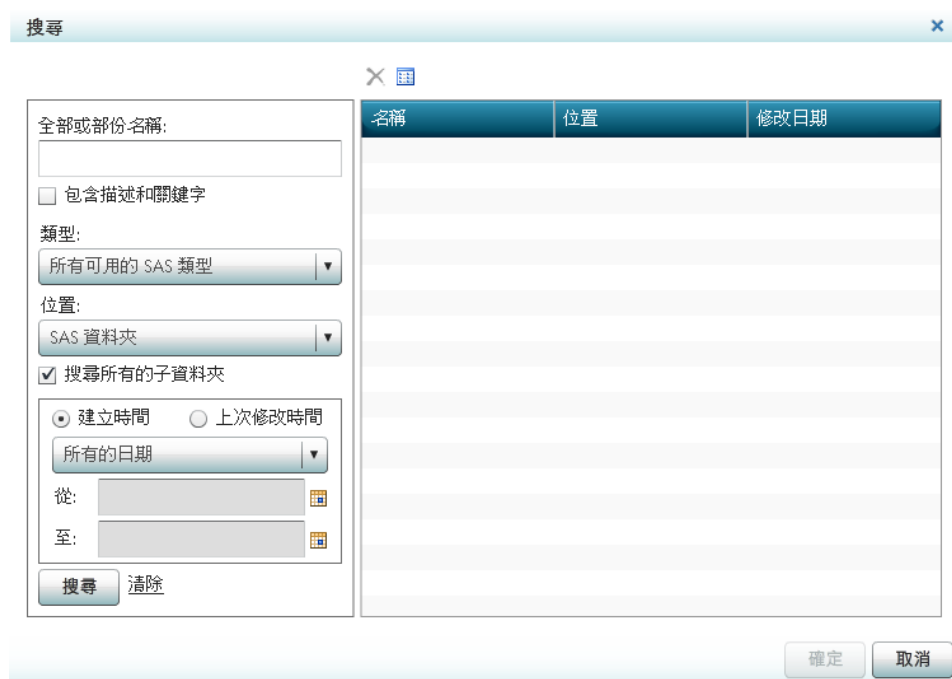 搜尋
全部或部份名稱:
包含描述和關鍵字
類型:
所有可用的 SAS 類型
位置:
SAS 資料夾
搜尋所有的子資料夾
建立時間 上次修改時間
所有的日期
從:
至:
搜尋 清除
名稱 位置 修改日期
確定 取消